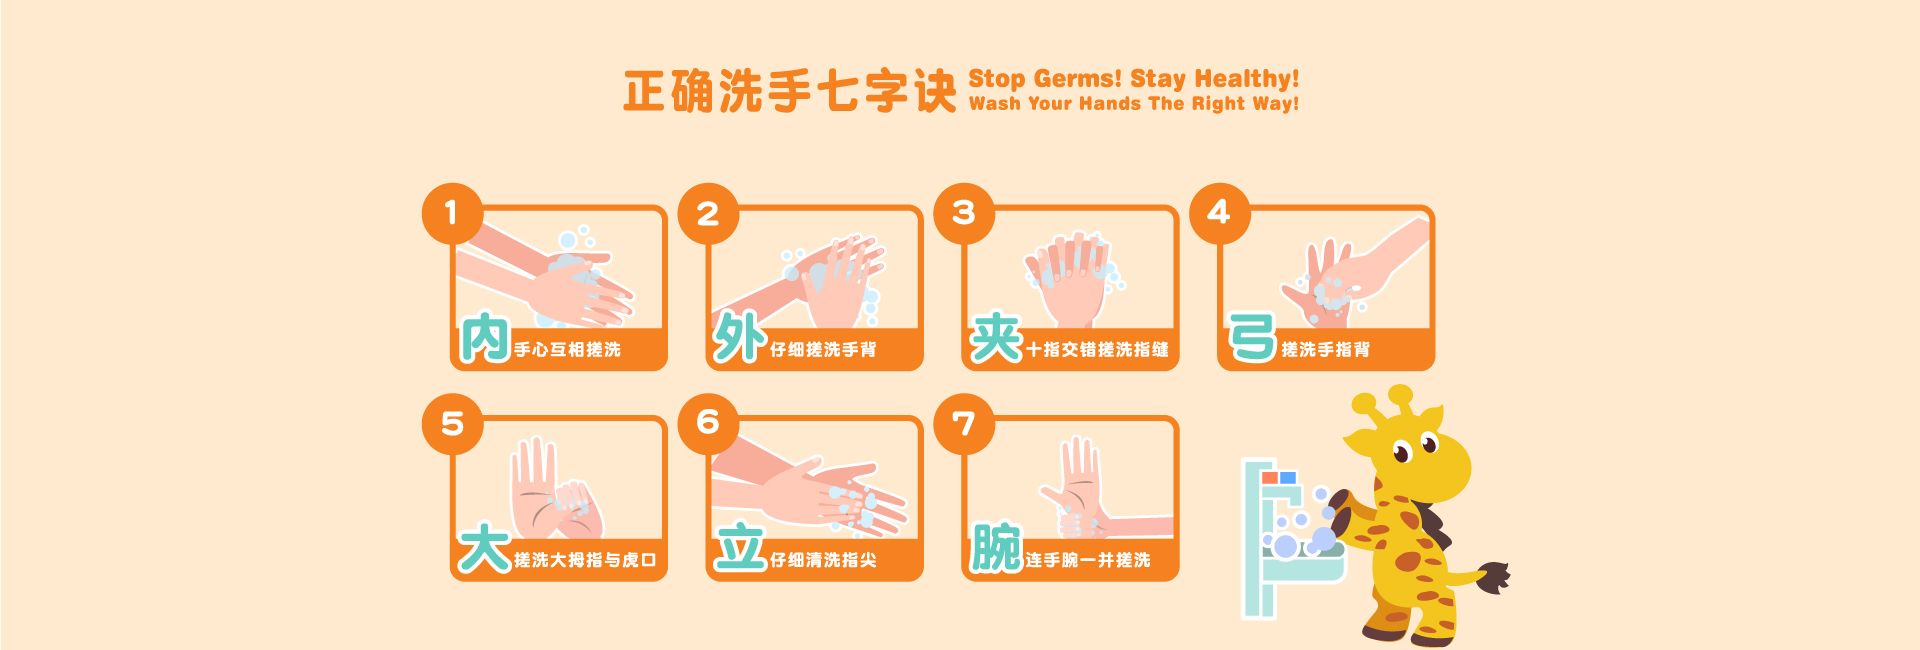 正确洗手七字诀
Stop Germs! Stay Healthy!
Wash Your Hands The Right Way!
1
内 手心互相搓洗
2
外 仔细搓洗手背
3
夹 十指交错搓洗指缝
4
弓 搓洗手指背
5
大 搓洗大拇指与虎口
6
立 仔细清洗指尖
7
腕 连手腕一并搓洗